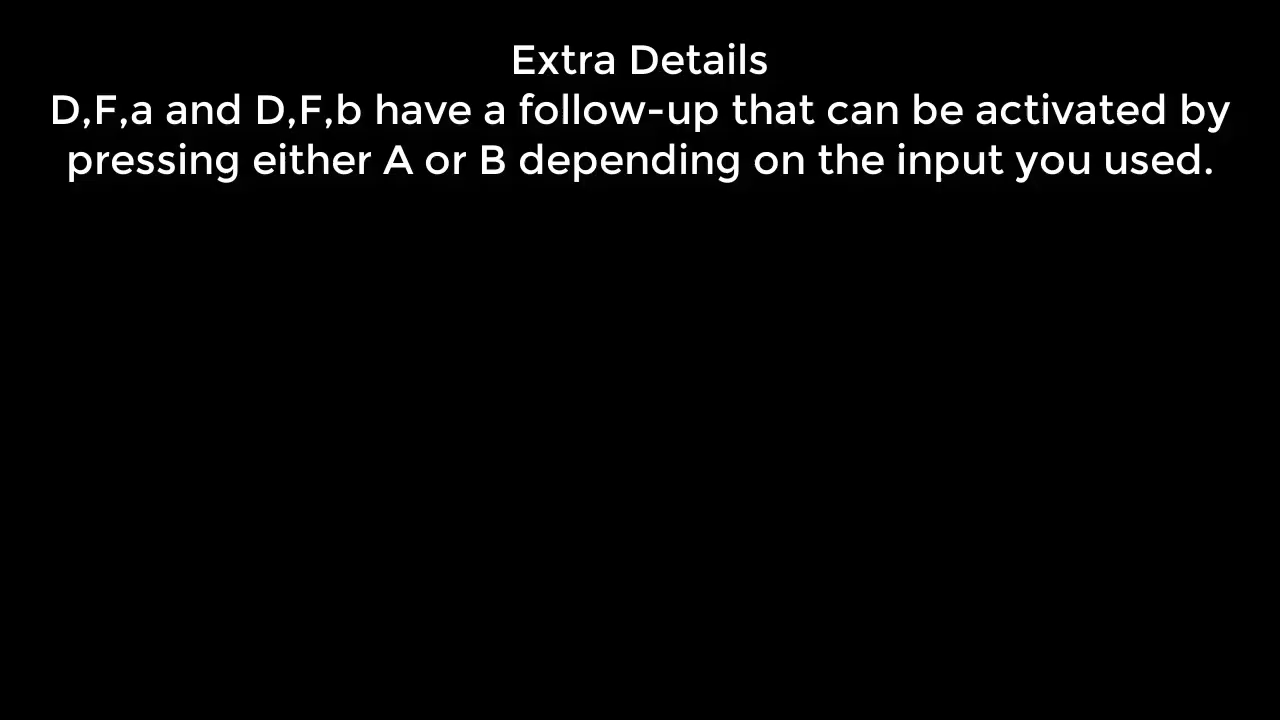 Extra Details
D,F,a and D,F,b have a follow-up that can be activated by
pressing either A or B depending on the input you used.